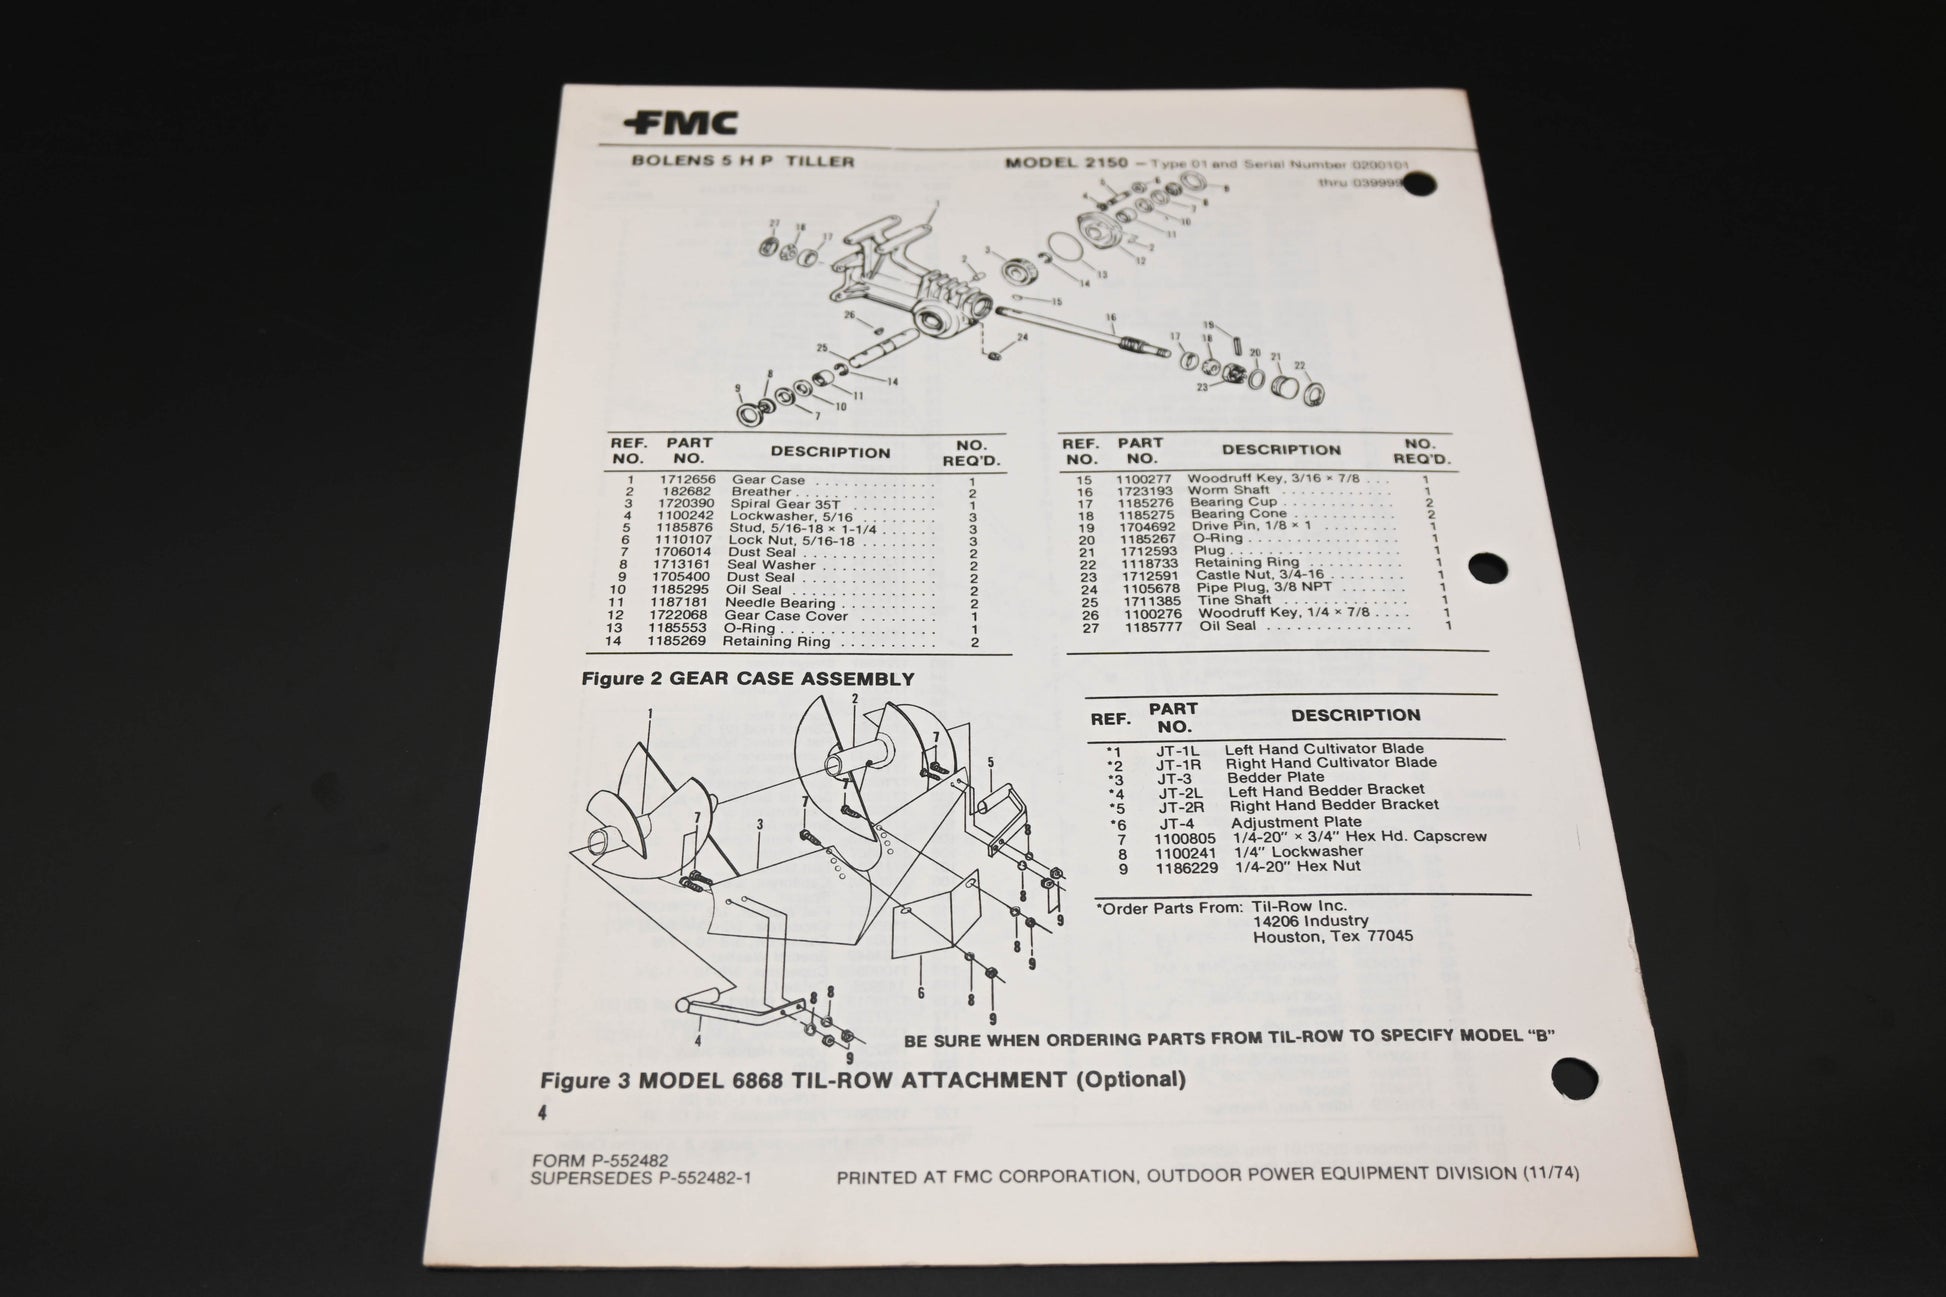 FMC
BOLENS 5 H P TILLER
MODEL 2150 – Type 01 and Serial Number 0200101
thru 039999
REF. NO. PART NO. DESCRIPTION NO. REQ'D.
1 1712656 Gear Case . . . . . . . . . . . . 1
2 182682 Breather . . . . . . . . . . . . . . 2
3 1720390 Spiral Gear 35T . . . . . . . . 1
4 1100242 Lockwasher, 5/16 . . . . . . . . 3
5 1185876 Stud, 5/16-18 × 1-1/4 . . . . . 3
6 1110107 Lock Nut, 5/16-18 . . . . . . . 3
7 1706014 Dust Seal . . . . . . . . . . . . . 2
8 1713161 Seal Washer . . . . . . . . . . . 2
9 1705400 Dust Seal . . . . . . . . . . . . . 2
10 1185295 Oil Seal . . . . . . . . . . . . . . 2
11 1187181 Needle Bearing . . . . . . . . . 2
12 1722068 Gear Case Cover . . . . . . . 1
13 1185553 O-Ring . . . . . . . . . . . . . . . 1
14 1185269 Retaining Ring . . . . . . . . . . 2
REF. NO. PART NO. DESCRIPTION NO. REQ'D.
15 1100277 Woodruff Key, 3/16 × 7/8 . . . 1
16 1723193 Worm Shaft . . . . . . . . . . . . 1
17 1185276 Bearing Cup . . . . . . . . . . . 2
18 1185275 Bearing Cone . . . . . . . . . . 2
19 1704692 Drive Pin, 1/8 × 1 . . . . . . . . 1
20 1185267 O-Ring . . . . . . . . . . . . . . . 1
21 1712593 Plug . . . . . . . . . . . . . . . . . 1
22 1118733 Retaining Ring . . . . . . . . . 1
23 1712591 Castle Nut, 3/4-16 . . . . . . . . 1
24 1105678 Pipe Plug, 3/8 NPT . . . . . . . 1
25 1711385 Tine Shaft . . . . . . . . . . . . . 1
26 1100276 Woodruff Key, 1/4 × 7/8 . . . . 1
27 1185777 Oil Seal . . . . . . . . . . . . . . . 1
Figure 2 GEAR CASE ASSEMBLY
REF. PART NO. DESCRIPTION
*1 JT-1L Left Hand Cultivator Blade
*2 JT-1R Right Hand Cultivator Blade
*3 JT-3 Bedder Plate
*4 JT-2L Left Hand Bedder Bracket
*5 JT-2R Right Hand Bedder Bracket
*6 JT-4 Adjustment Plate
7 1100805 1/4-20" × 3/4" Hex Hd. Capscrew
8 1100241 1/4" Lockwasher
9 1186229 1/4-20" Hex Nut
*Order Parts From: Til-Row Inc.
14206 Industry
Houston, Tex 77045
BE SURE WHEN ORDERING PARTS FROM TIL-ROW TO SPECIFY MODEL "B"
Figure 3 MODEL 6868 TIL-ROW ATTACHMENT (Optional)
4
FORM P-552482
SUPERSEDES P-552482-1
PRINTED AT FMC CORPORATION, OUTDOOR POWER EQUIPMENT DIVISION (11/74)